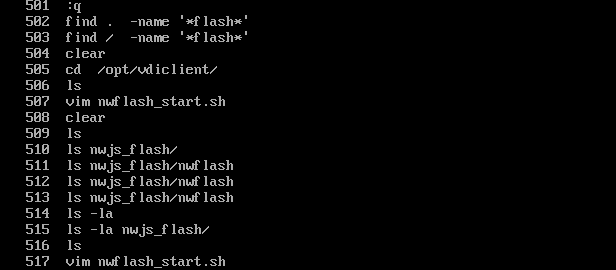 501 :q
502 find . -name '*flash*'
503 find / -name '*flash*'
504 clear
505 cd /opt/vdiclient/
506 ls
507 vim nwflash_start.sh
508 clear
509 ls
510 ls nwjs_flash/
511 ls nwjs_flash/nwflash
512 ls nwjs_flash/nwflash
513 ls nwjs_flash/nwflash
514 ls -la
515 ls -la nwjs_flash/
516 ls
517 vim nwflash_start.sh